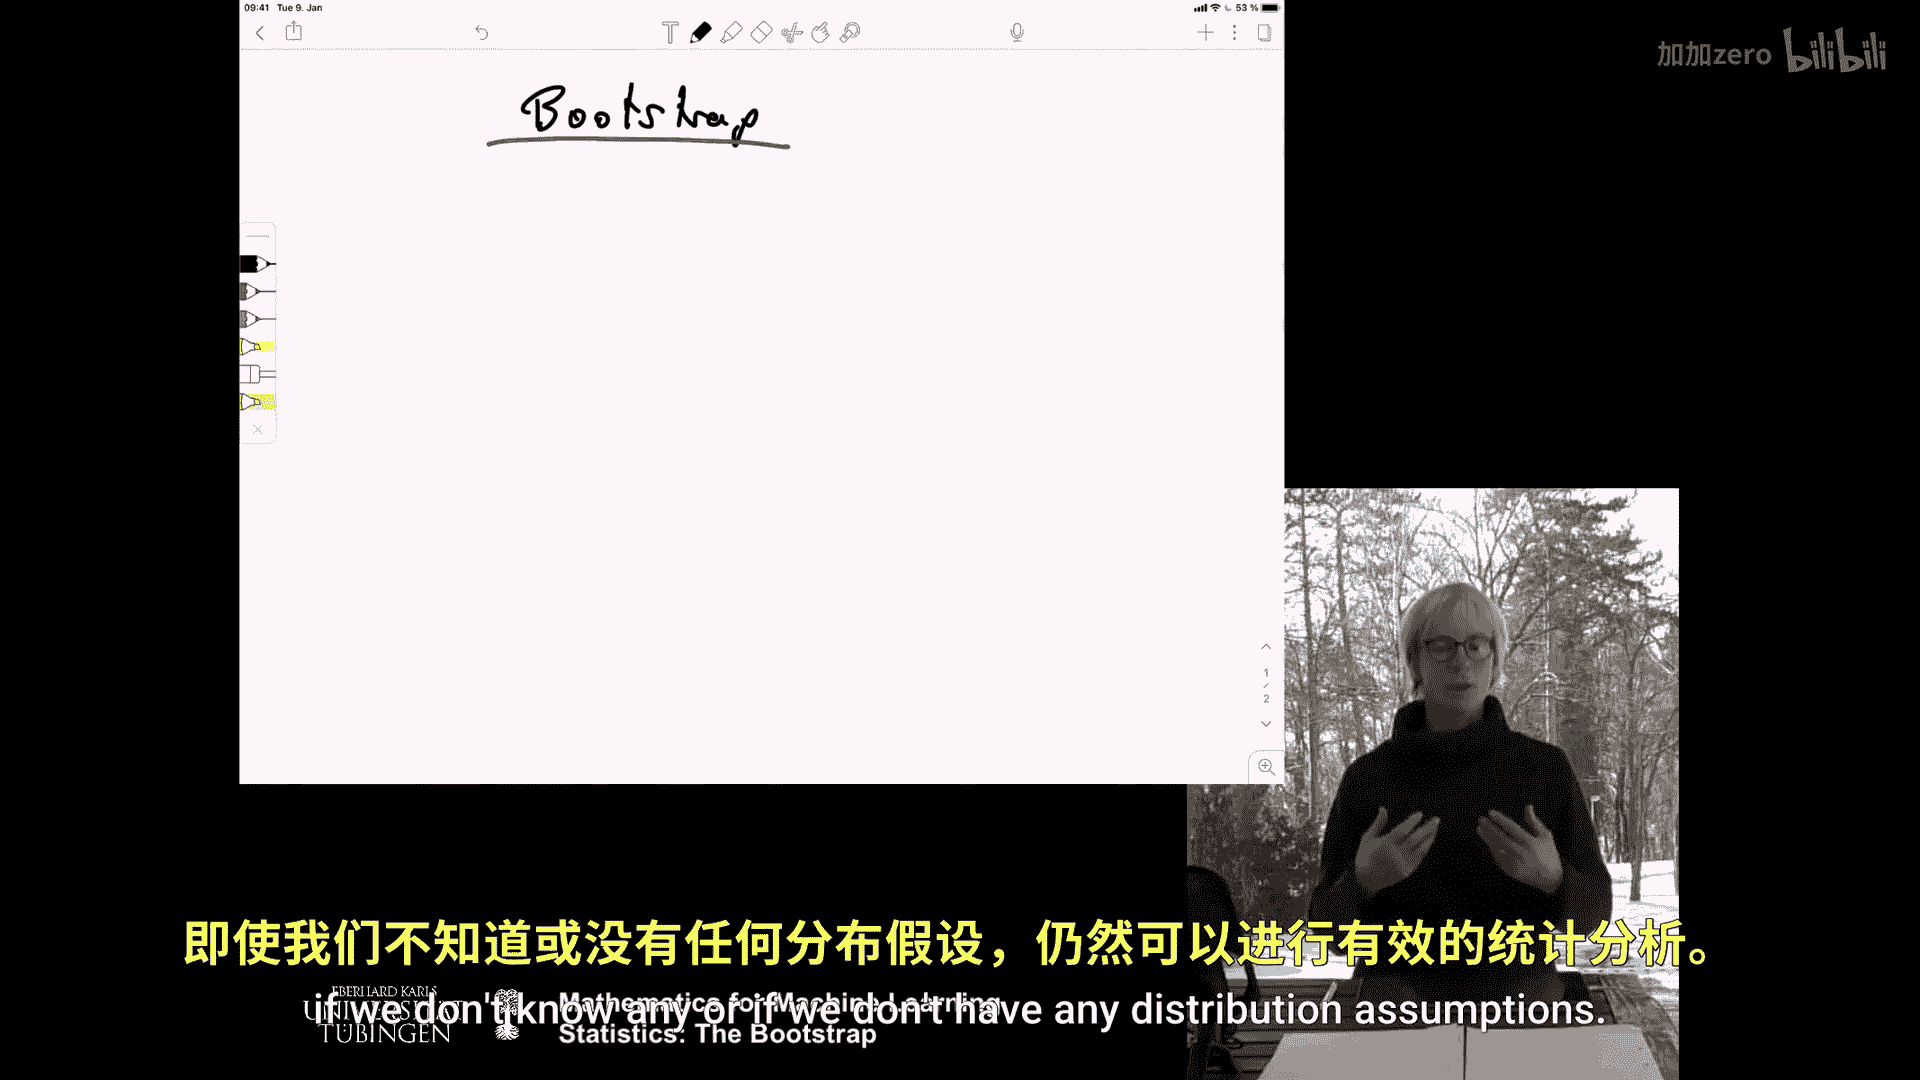 09:41 Tue 9. Jan
53 %
加加zero bilibili
T
Bootstrap
1
2
即使我们不知道或没有任何分布假设，仍然可以进行有效的统计分析。
if we don't know any or if we don't have any distribution assumptions.
EBERHARD KARLS
UNIVERSITÄT
TÜBINGEN
Mathematics for Machine Learning
Statistics: The Bootstrap